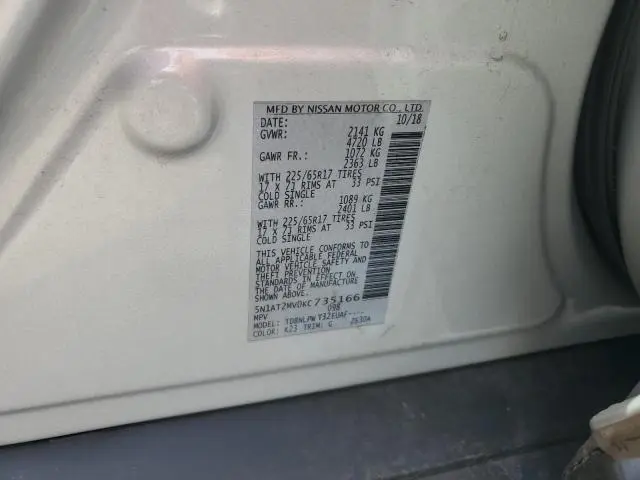 MFD BY NISSAN MOTOR CO., LTD.
DATE: 10/18
GVWR: 2141 KG
4720 LB
GAWR FR.: 1072 KG
2363 LB
WITH 225/65R17 TIRES
17 X 7J RIMS AT 33 PSI
COLD SINGLE
GAWR RR.: 1089 KG
2401 LB
WITH 225/65R17 TIRES
17 X 7J RIMS AT 33 PSI
COLD SINGLE
THIS VEHICLE CONFORMS TO
ALL APPLICABLE FEDERAL
MOTOR VEHICLE SAFETY AND
THEFT PREVENTION
STANDARDS IN EFFECT ON
THE DATE OF MANUFACTURE
SHOWN ABOVE
5N1AT2MV0KC735166
MPV 098
MODEL: Y32EUAF----
COLOR: K23 TRIM: G 2630A